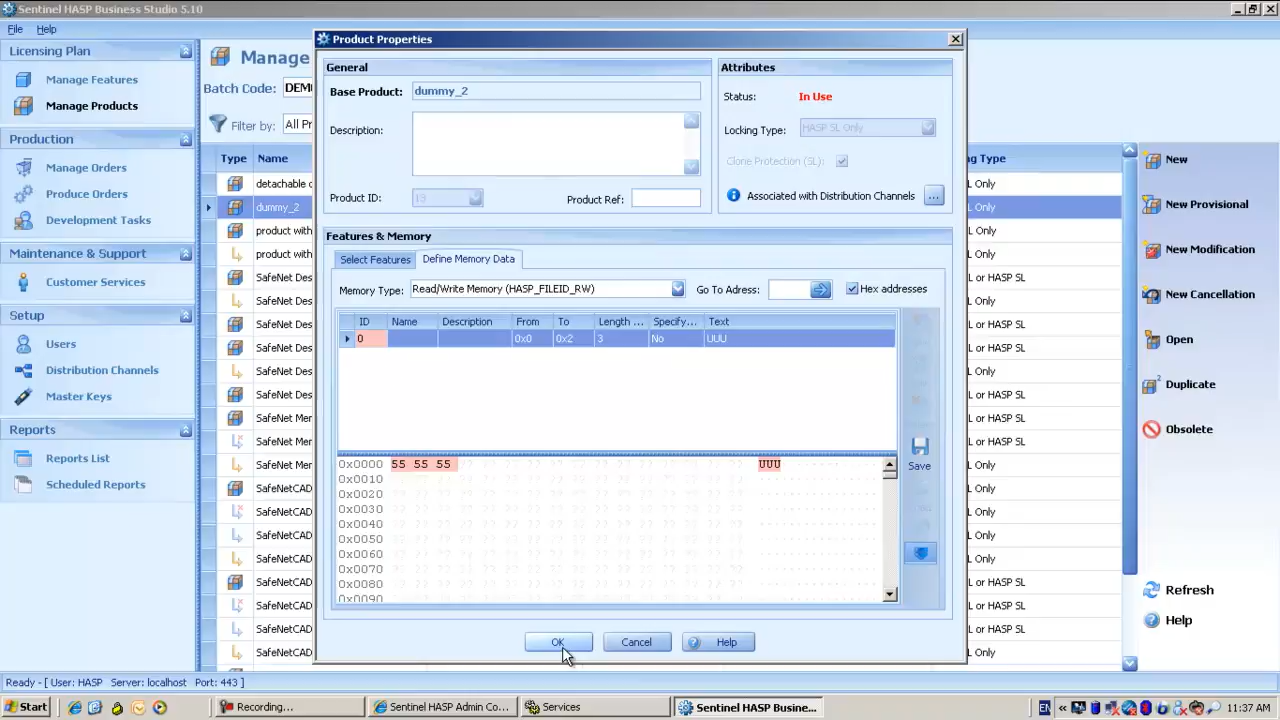 Sentinel HASP Business Studio 5.10
File Help
Licensing Plan
Manage Features
Manage Products
Production
Manage Orders
Produce Orders
Development Tasks
Maintenance & Support
Customer Services
Setup
Users
Distribution Channels
Master Keys
Reports
Reports List
Scheduled Reports
Manage
Batch Code: DEM
Filter by: All Pr
Type Name
detachable
dummy_2
product with
product with
SafeNet Des
SafeNet Des
SafeNet Des
SafeNet Des
SafeNet Des
SafeNet Des
SafeNet Mer
SafeNet Mer
SafeNet Mer
SafeNetCAD
SafeNetCAD
SafeNetCAD
SafeNetCAD
SafeNetCAD
SafeNetCAD
SafeNetCAD
SafeNetCAD
Product Properties
General
Base Product: dummy_2
Description:
Product ID: 19
Product Ref:
Attributes
Status: In Use
Locking Type: HASP SL Only
Clone Protection (SL):
Associated with Distribution Channels ...
Features & Memory
Select Features Define Memory Data
Memory Type: Read/Write Memory (HASP_FILEID_RW) Go To Adress: Hex addresses
ID Name Description From To Length ... Specify... Text
0 0x0 0x2 3 No UUU
0x0000 55 55 55 UUU
0x0010
0x0020
0x0030
0x0040
0x0050
0x0060
0x0070
0x0080
0x0090
Save
OK Cancel Help
ng Type
L Only
L Only
L Only
L Only
L or HASP SL
L Only
L or HASP SL
L or HASP SL
L Only
L or HASP SL
L or HASP SL
L Only
L Only
L or HASP SL
L Only
L Only
L Only
L or HASP SL
L or HASP SL
L Only
L Only
New
New Provisional
New Modification
New Cancellation
Open
Duplicate
Obsolete
Refresh
Help
Ready - [ User: HASP Server: localhost Port: 443 ]
Start Recording... Sentinel HASP Admin Co... Services Sentinel HASP Busine... EN « 11:37 AM